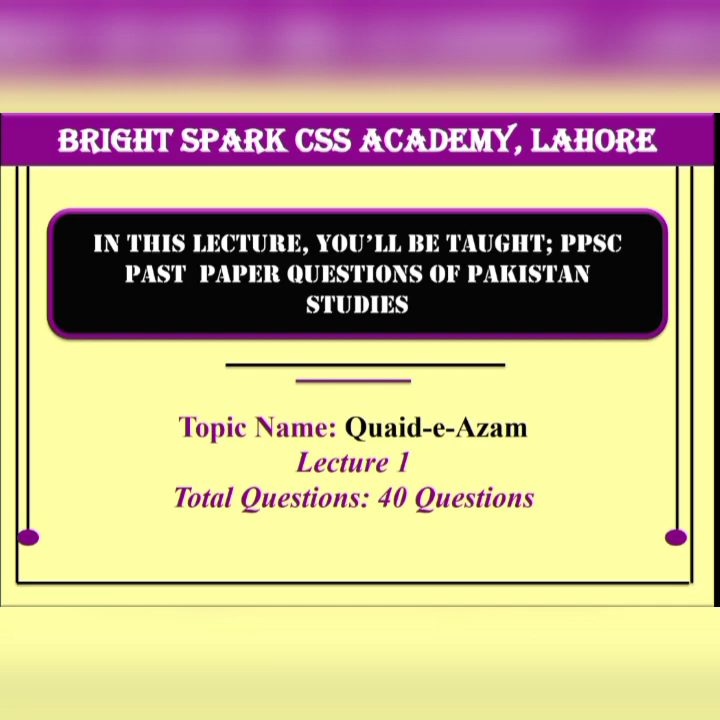 BRIGHT SPARK CSS ACADEMY, LAHORE
IN THIS LECTURE, YOU'LL BE TAUGHT; PPSC
PAST PAPER QUESTIONS OF PAKISTAN
STUDIES
Topic Name: Quaid-e-Azam
Lecture 1
Total Questions: 40 Questions